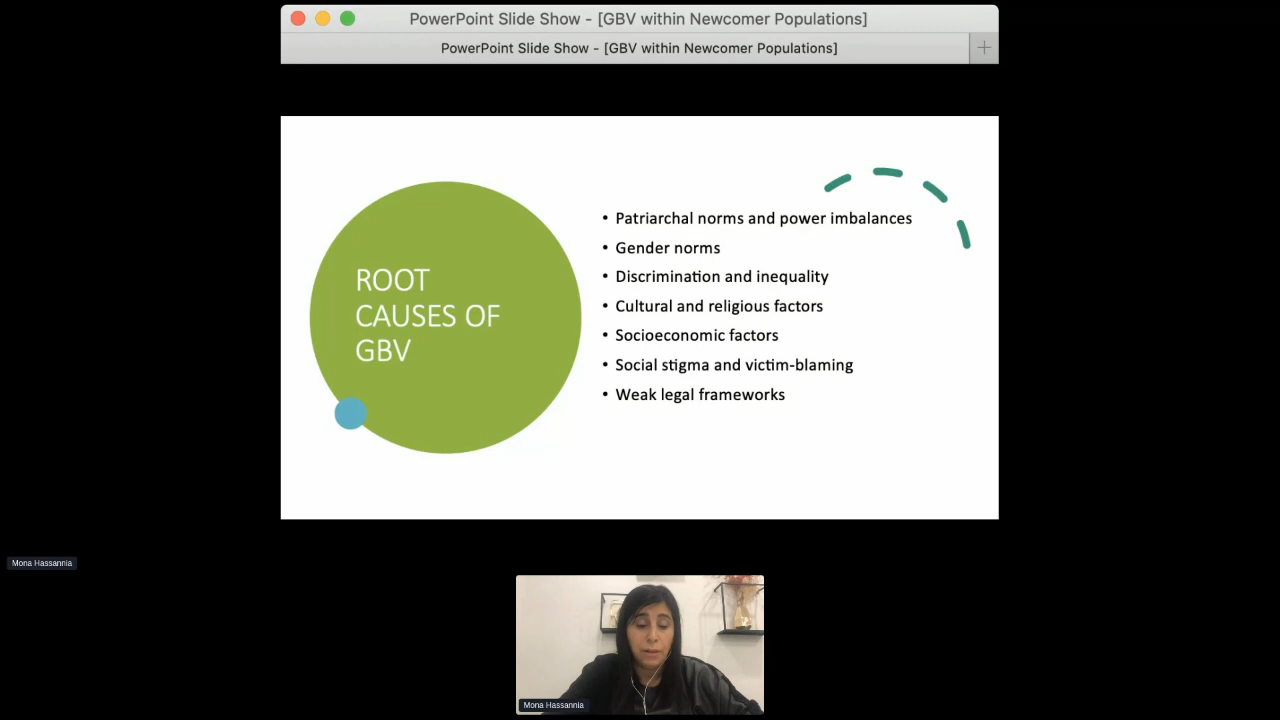 PowerPoint Slide Show - [GBV within Newcomer Populations]
PowerPoint Slide Show - [GBV within Newcomer Populations]
ROOT
CAUSES OF
GBV
• Patriarchal norms and power imbalances
• Gender norms
• Discrimination and inequality
• Cultural and religious factors
• Socioeconomic factors
• Social stigma and victim-blaming
• Weak legal frameworks
Mona Hassannia
Mona Hassannia